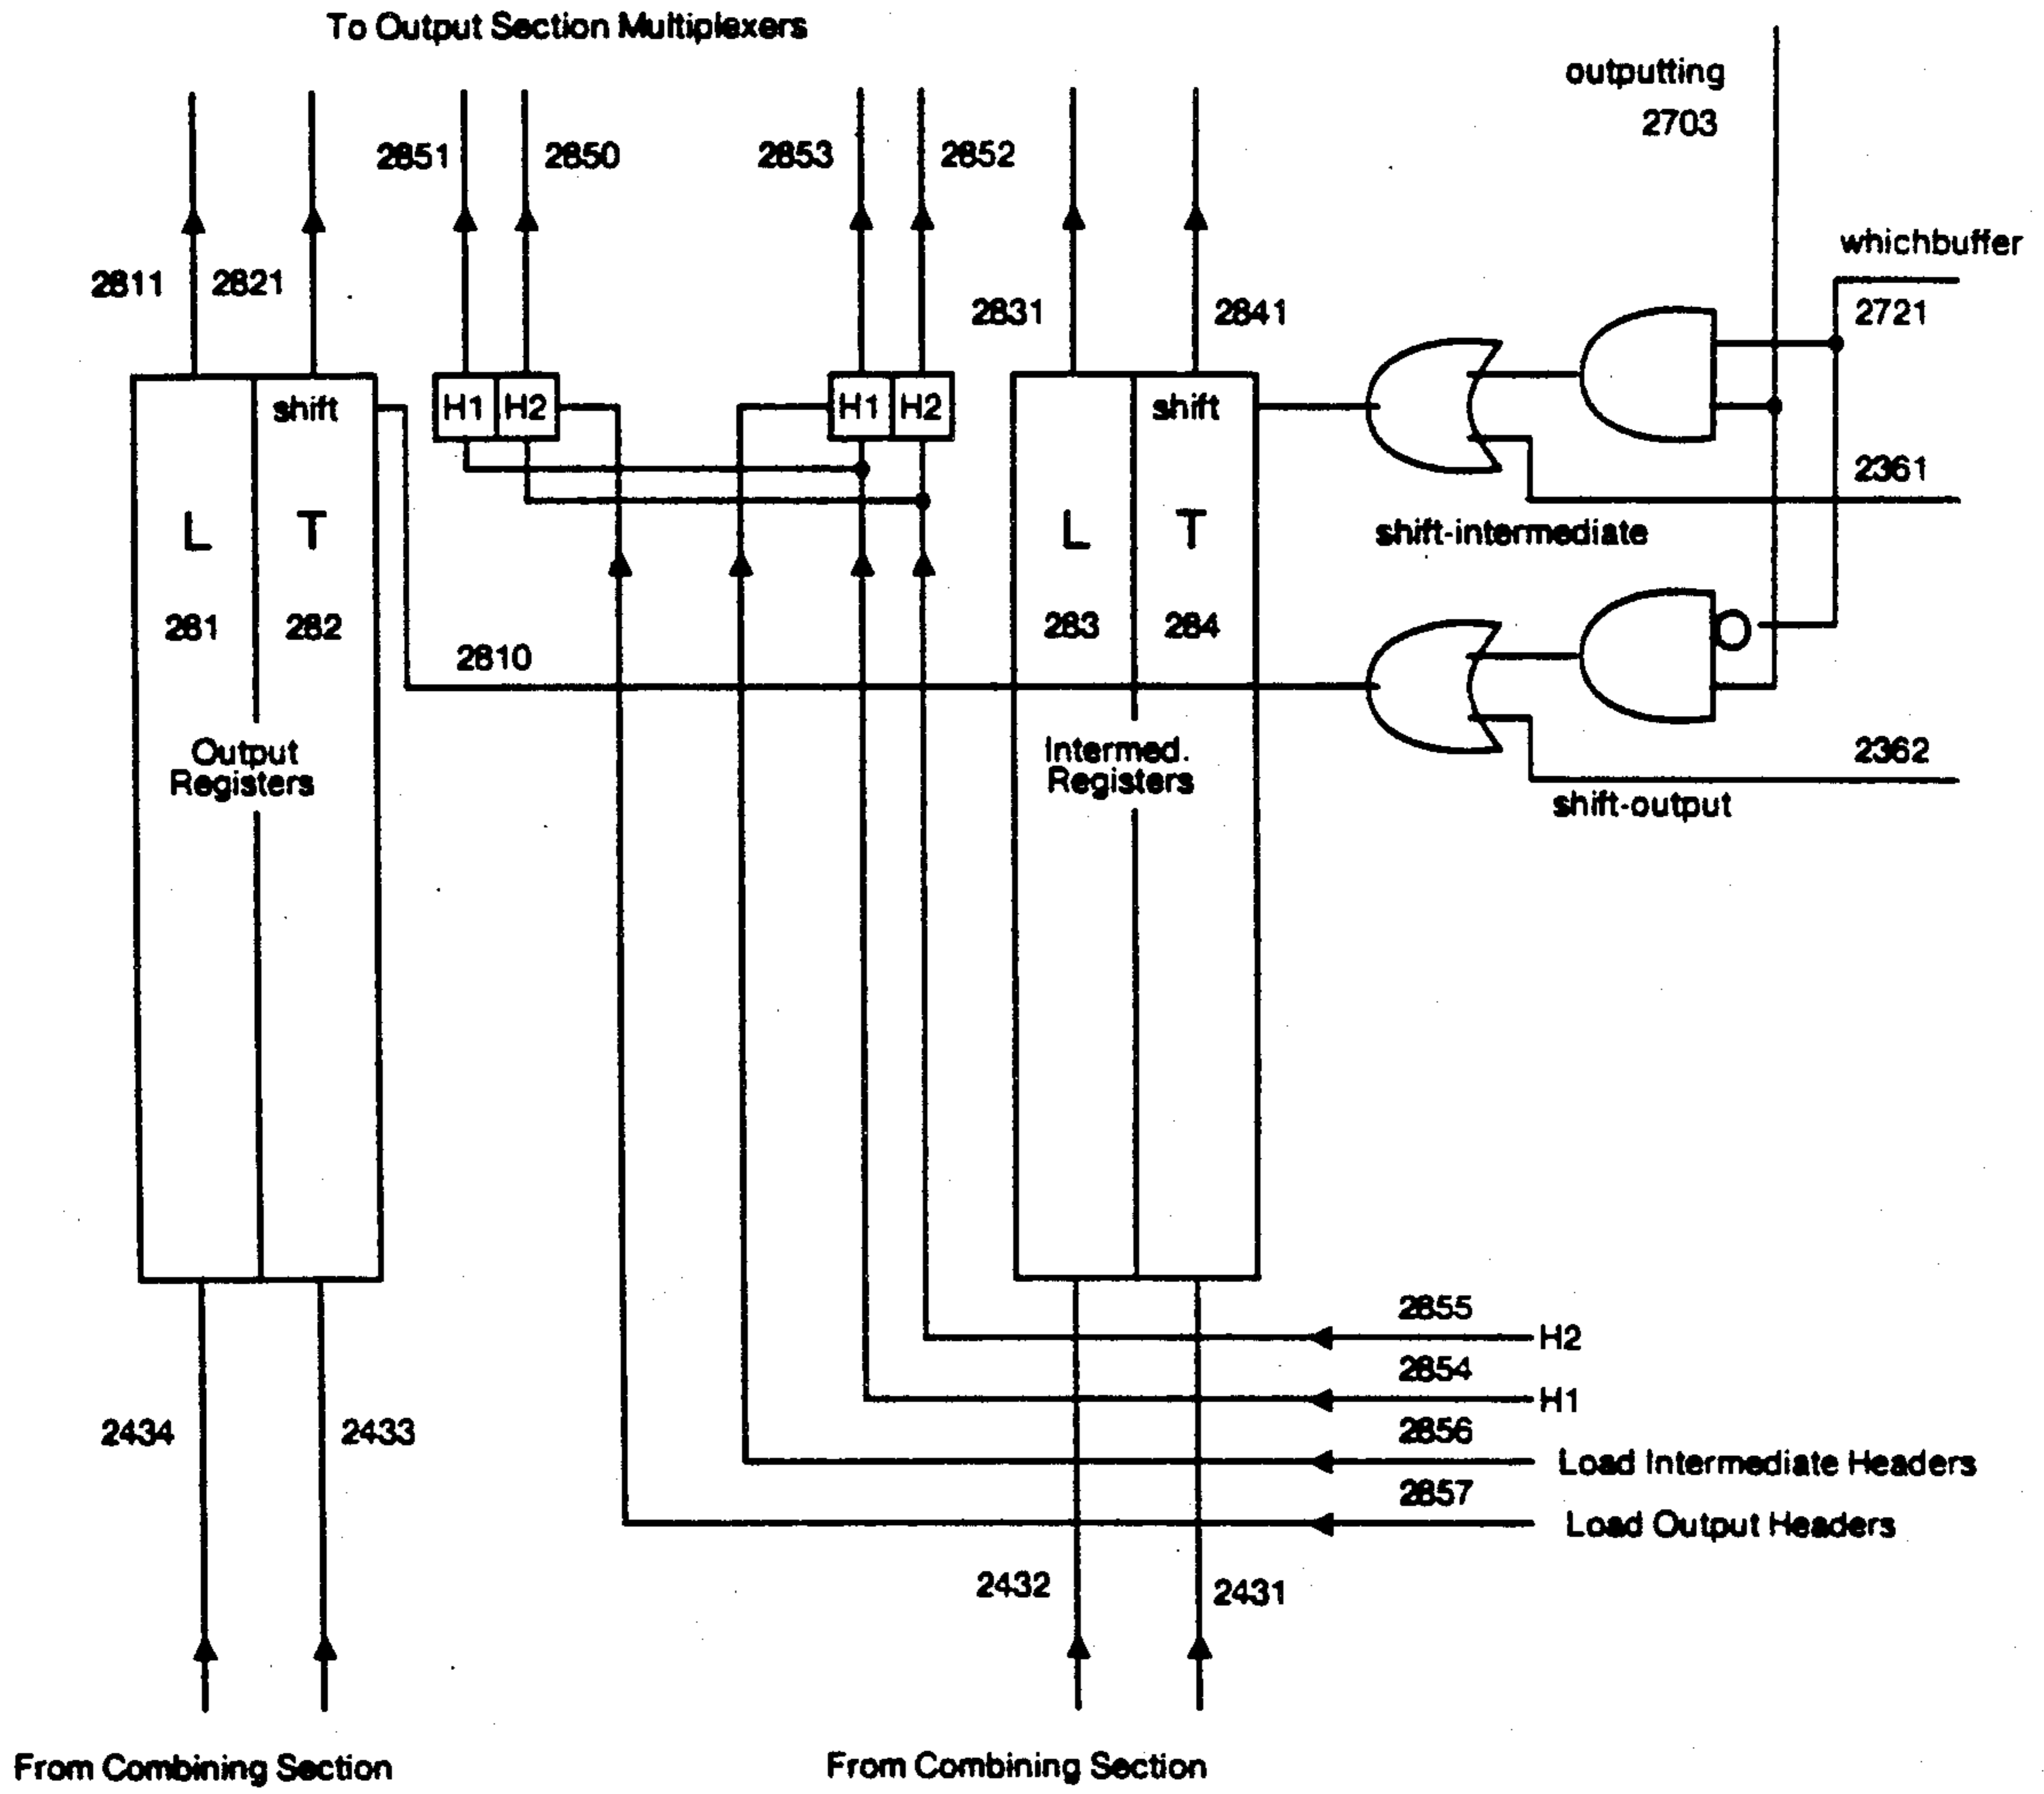 To Output Section Multiplexers
outputting
2703
2851
2850
2853
2852
whichbuffer
2811
2821
2831
2841
2721
shift
H1
H2
H1
H2
shift
2361
shift-intermediate
L
T
L
T
281
282
283
284
2810
Output
Registers
Intermed.
Registers
2362
shift-output
2855
H2
2854
H1
2434
2433
2856
Load Intermediate Headers
2857
Load Output Headers
2432
2431
From Combining Section
From Combining Section